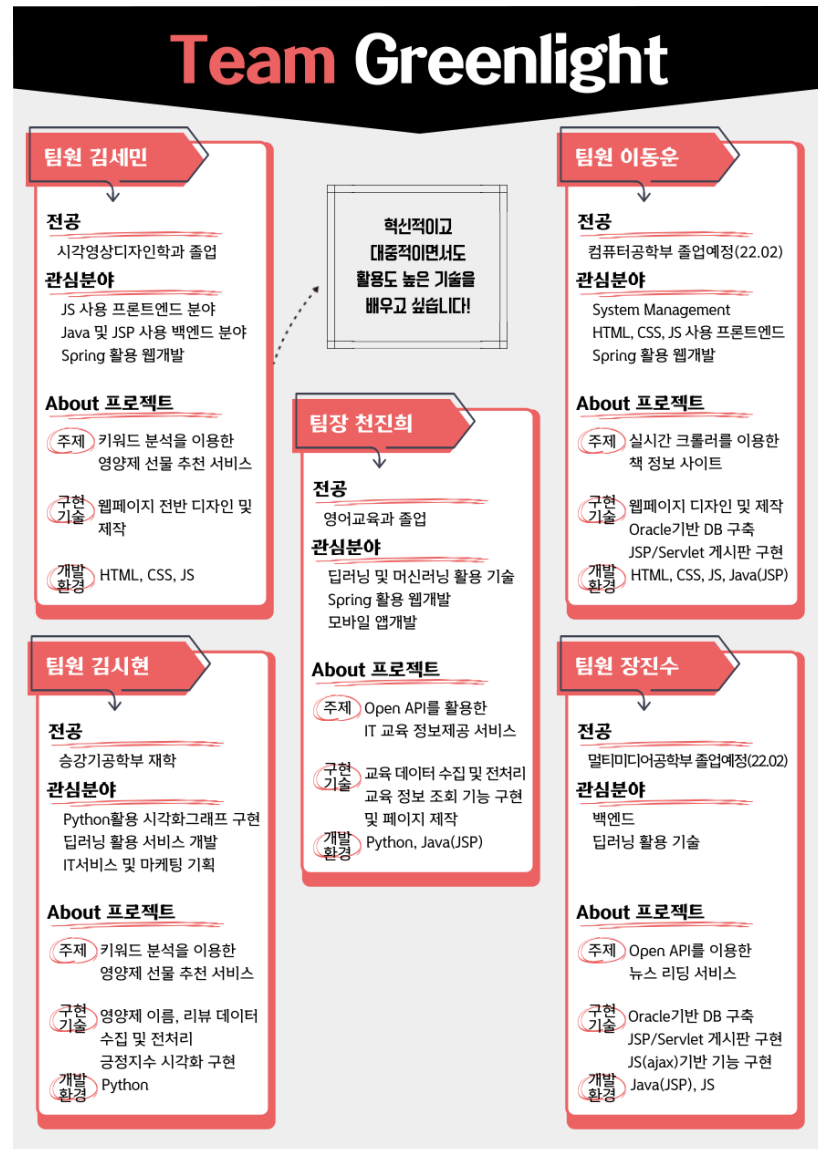 Team Greenlight
팀원 김세민
전공
시각영상디자인학과 졸업
관심분야
JS 사용 프론트엔드 분야
Java 및 JSP 사용 백엔드 분야
Spring 활용 웹개발
About 프로젝트
주제 키워드 분석을 이용한
영양제 선물 추천 서비스
구현
기술 웹페이지 전반 디자인 및
제작
개발
환경 HTML, CSS, JS
혁신적이고
대중적이면서도
활용도 높은 기술을
배우고 싶습니다!
팀원 이동운
전공
컴퓨터공학부 졸업예정(22.02)
관심분야
System Management
HTML, CSS, JS 사용 프론트엔드
Spring 활용 웹개발
About 프로젝트
주제 실시간 크롤러를 이용한
책 정보 사이트
구현
기술 웹페이지 디자인 및 제작
Oracle기반 DB 구축
JSP/Servlet 게시판 구현
개발
환경 HTML, CSS, JS, Java(JSP)
팀장 천진희
전공
영어교육과 졸업
관심분야
딥러닝 및 머신러닝 활용 기술
Spring 활용 웹개발
모바일 앱개발
About 프로젝트
주제 Open API를 활용한
IT 교육 정보제공 서비스
구현
기술 교육 데이터 수집 및 전처리
교육 정보 조회 기능 구현
및 페이지 제작
개발
환경 Python, Java(JSP)
팀원 김시현
전공
승강기공학부 재학
관심분야
Python활용 시각화그래프 구현
딥러닝 활용 서비스 개발
IT서비스 및 마케팅 기획
About 프로젝트
주제 키워드 분석을 이용한
영양제 선물 추천 서비스
구현
기술 영양제 이름, 리뷰 데이터
수집 및 전처리
긍정지수 시각화 구현
개발
환경 Python
팀원 장진수
전공
멀티미디어공학부 졸업예정(22.02)
관심분야
백엔드
딥러닝 활용 기술
About 프로젝트
주제 Open API를 이용한
뉴스 리딩 서비스
구현
기술 Oracle기반 DB 구축
JSP/Servlet 게시판 구현
JS(ajax)기반 기능 구현
개발
환경 Java(JSP), JS